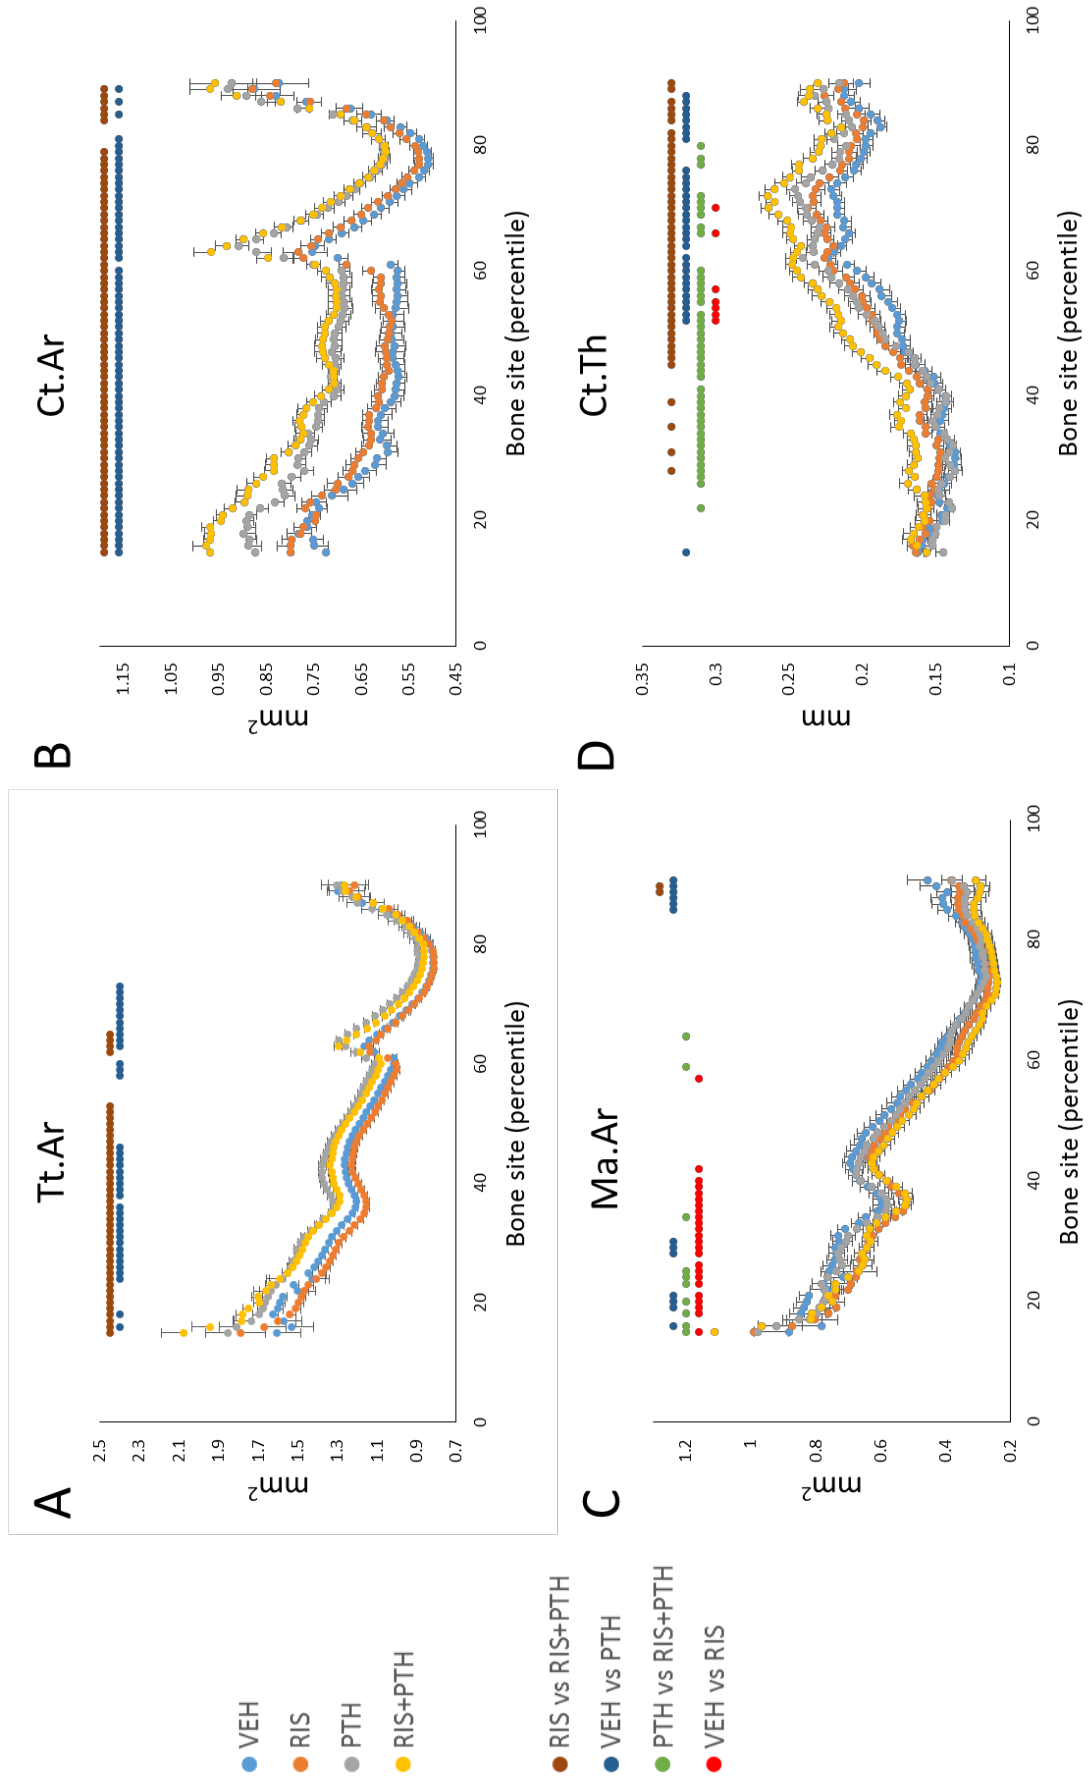 A
Tt.Ar
mm²
2.5
2.3
2.1
1.9
1.7
1.5
1.3
1.1
0.9
0.7
0 20 40 60 80 100
Bone site (percentile)
B
Ct.Ar
mm²
1.15
1.05
0.95
0.85
0.75
0.65
0.55
0.45
0 20 40 60 80 100
Bone site (percentile)
VEH
RIS
PTH
RIS+PTH
RIS vs RIS+PTH
VEH vs PTH
PTH vs RIS+PTH
VEH vs RIS
C
Ma.Ar
mm²
1.2
1
0.8
0.6
0.4
0.2
0 20 40 60 80 100
Bone site (percentile)
D
Ct.Th
mm
0.35
0.3
0.25
0.2
0.15
0.1
0 20 40 60 80 100
Bone site (percentile)